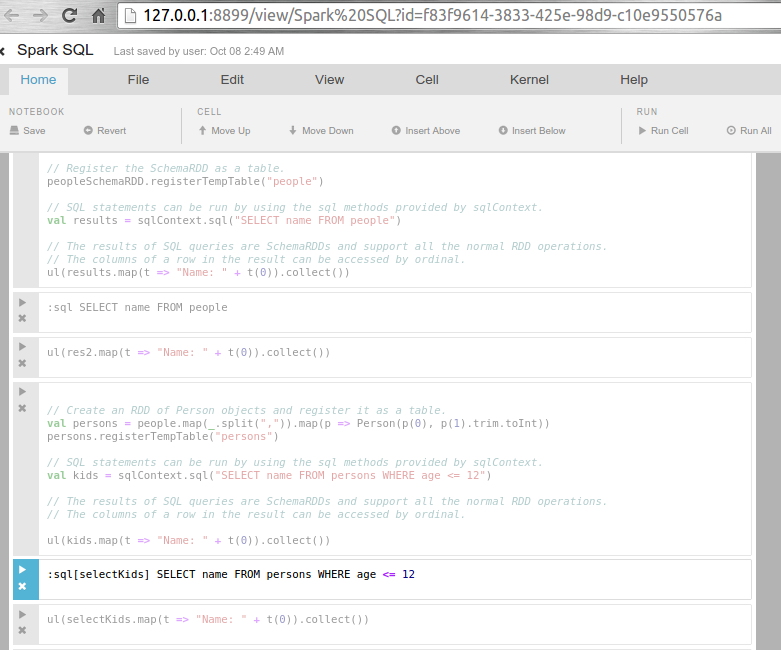 127.0.0.1:8899/view/Spark%20SQL?id=f83f9614-3833-425e-98d9-c10e9550576a
Spark SQL Last saved by user: Oct 08 2:49 AM
Home File Edit View Cell Kernel Help
NOTEBOOK CELL RUN
Save Revert Move Up Move Down Insert Above Insert Below Run Cell Run All
// Register the SchemaRDD as a table.
peopleSchemaRDD.registerTempTable("people")
// SQL statements can be run by using the sql methods provided by sqlContext.
val results = sqlContext.sql("SELECT name FROM people")
// The results of SQL queries are SchemaRDDs and support all the normal RDD operations.
// The columns of a row in the result can be accessed by ordinal.
ul(results.map(t => "Name: " + t(0)).collect())
:sql SELECT name FROM people
ul(res2.map(t => "Name: " + t(0)).collect())
// Create an RDD of Person objects and register it as a table.
val persons = people.map(_.split(",")).map(p => Person(p(0), p(1).trim.toInt))
persons.registerTempTable("persons")
// SQL statements can be run by using the sql methods provided by sqlContext.
val kids = sqlContext.sql("SELECT name FROM persons WHERE age <= 12")
// The results of SQL queries are SchemaRDDs and support all the normal RDD operations.
// The columns of a row in the result can be accessed by ordinal.
ul(kids.map(t => "Name: " + t(0)).collect())
:sql[selectKids] SELECT name FROM persons WHERE age <= 12
ul(selectKids.map(t => "Name: " + t(0)).collect())